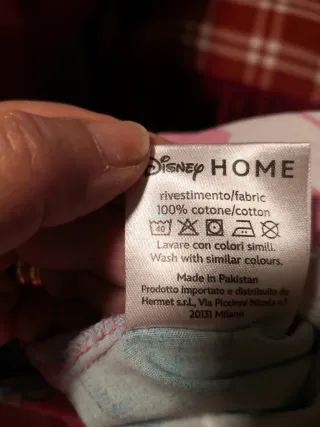 Disney HOME
rivestimento/fabric
100% cotone/cotton
40
Lavare con colori simili.
Wash with similar colours.
Made in Pakistan
Prodotto importato e distribuito da
Hermet s.r.l., Via Piccinni
20131 Milano